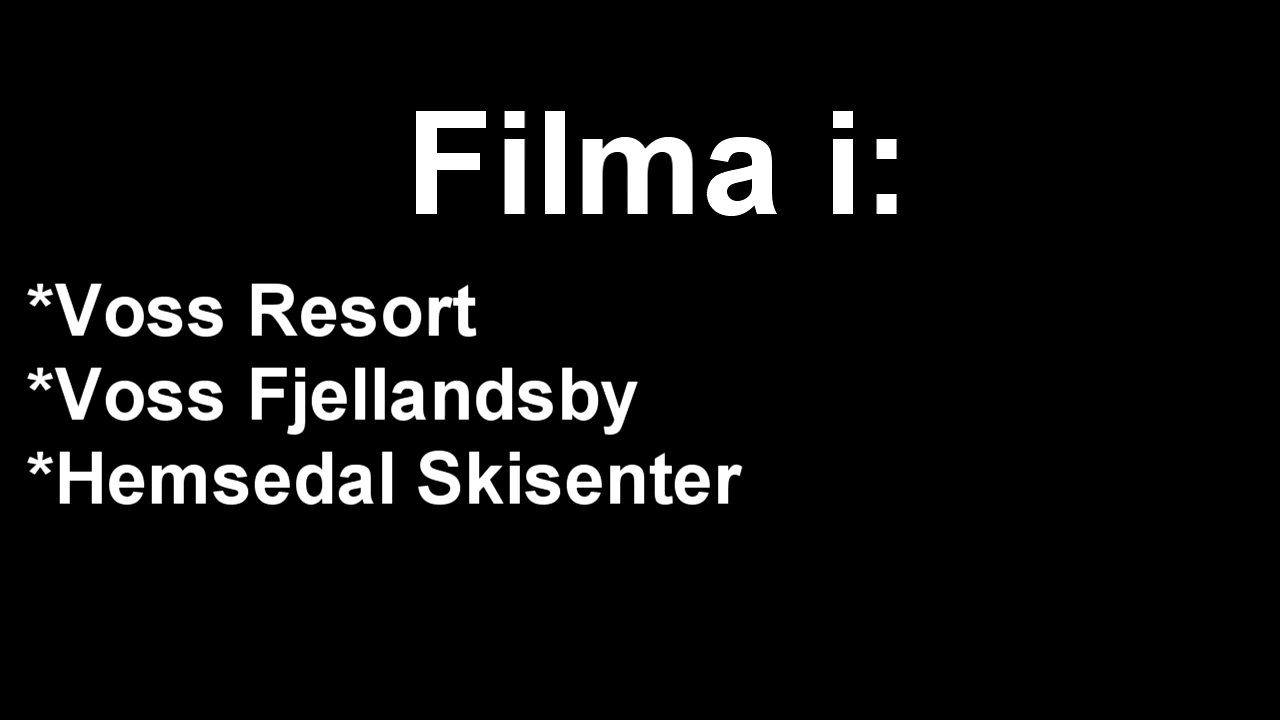 Filma i:
*Voss Resort
*Voss Fjellandsby
*Hemsedal Skisenter